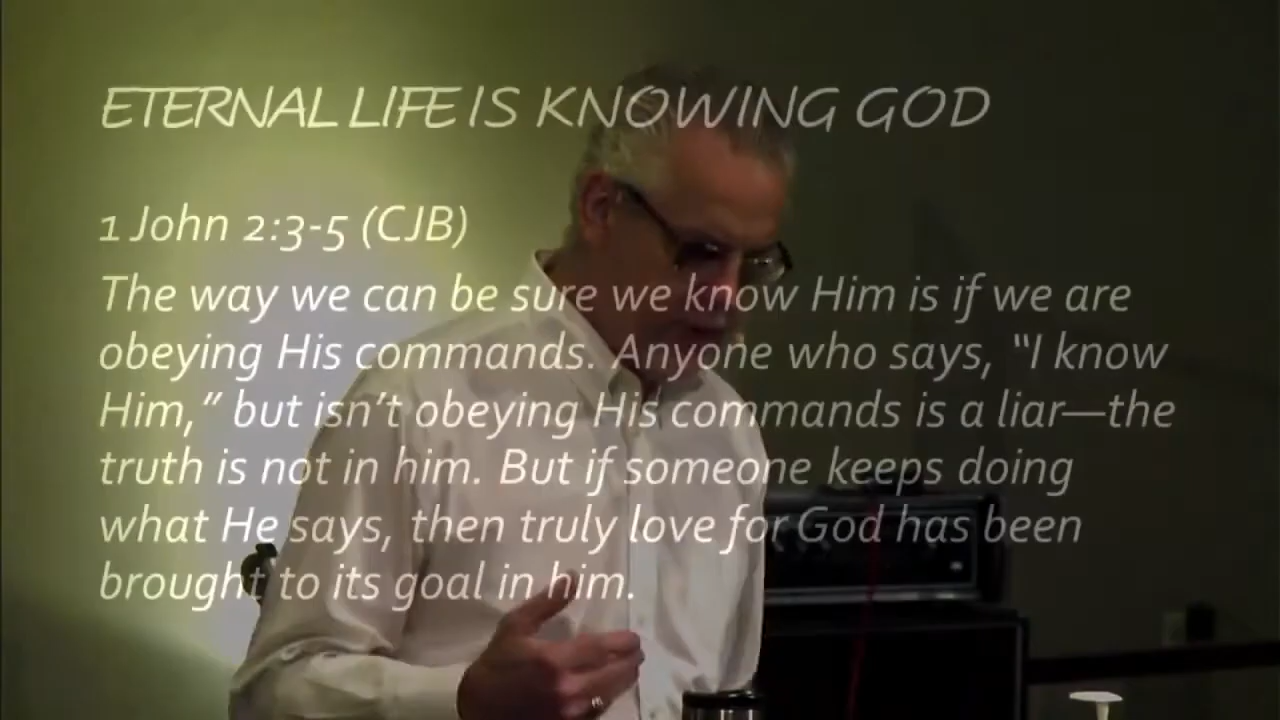 ETERNAL LIFE IS KNOWING GOD
1 John 2:3-5 (CJB)
The way we can be sure we know Him is if we are
obeying His commands. Anyone who says, “I know
Him,” but isn’t obeying His commands is a liar—the
truth is not in him. But if someone keeps doing
what He says, then truly love for God has been
brought to its goal in him.